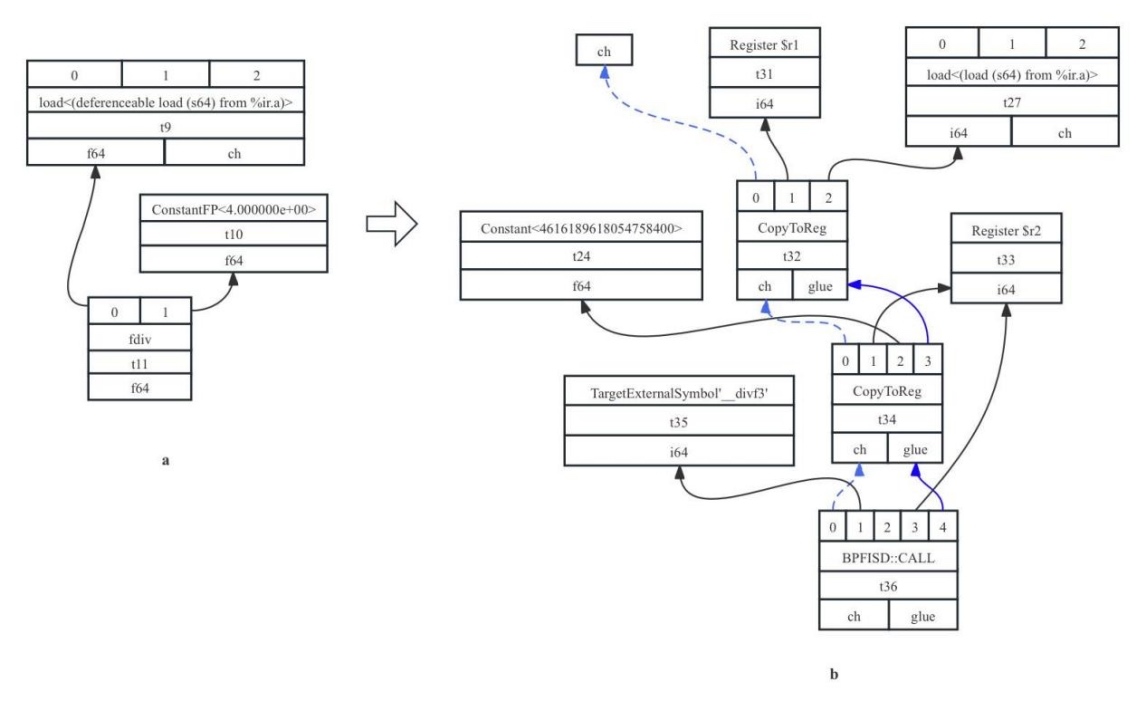 0 1 2
load<(deferenceable load (s64) from %ir.a)>
t9
f64 ch
ConstantFP<4.000000e+00>
t10
f64
0 1
fdiv
t11
f64
a
ch
Register $r1
t31
i64
0 1 2
load<(load (s64) from %ir.a)>
t27
i64 ch
0 1 2
CopyToReg
t32
ch glue
Constant<4616189618054758400>
t24
f64
Register $r2
t33
i64
0 1 2 3
CopyToReg
t34
ch glue
TargetExternalSymbol'__divf3'
t35
i64
0 1 2 3 4
BPFISD::CALL
t36
ch glue
b